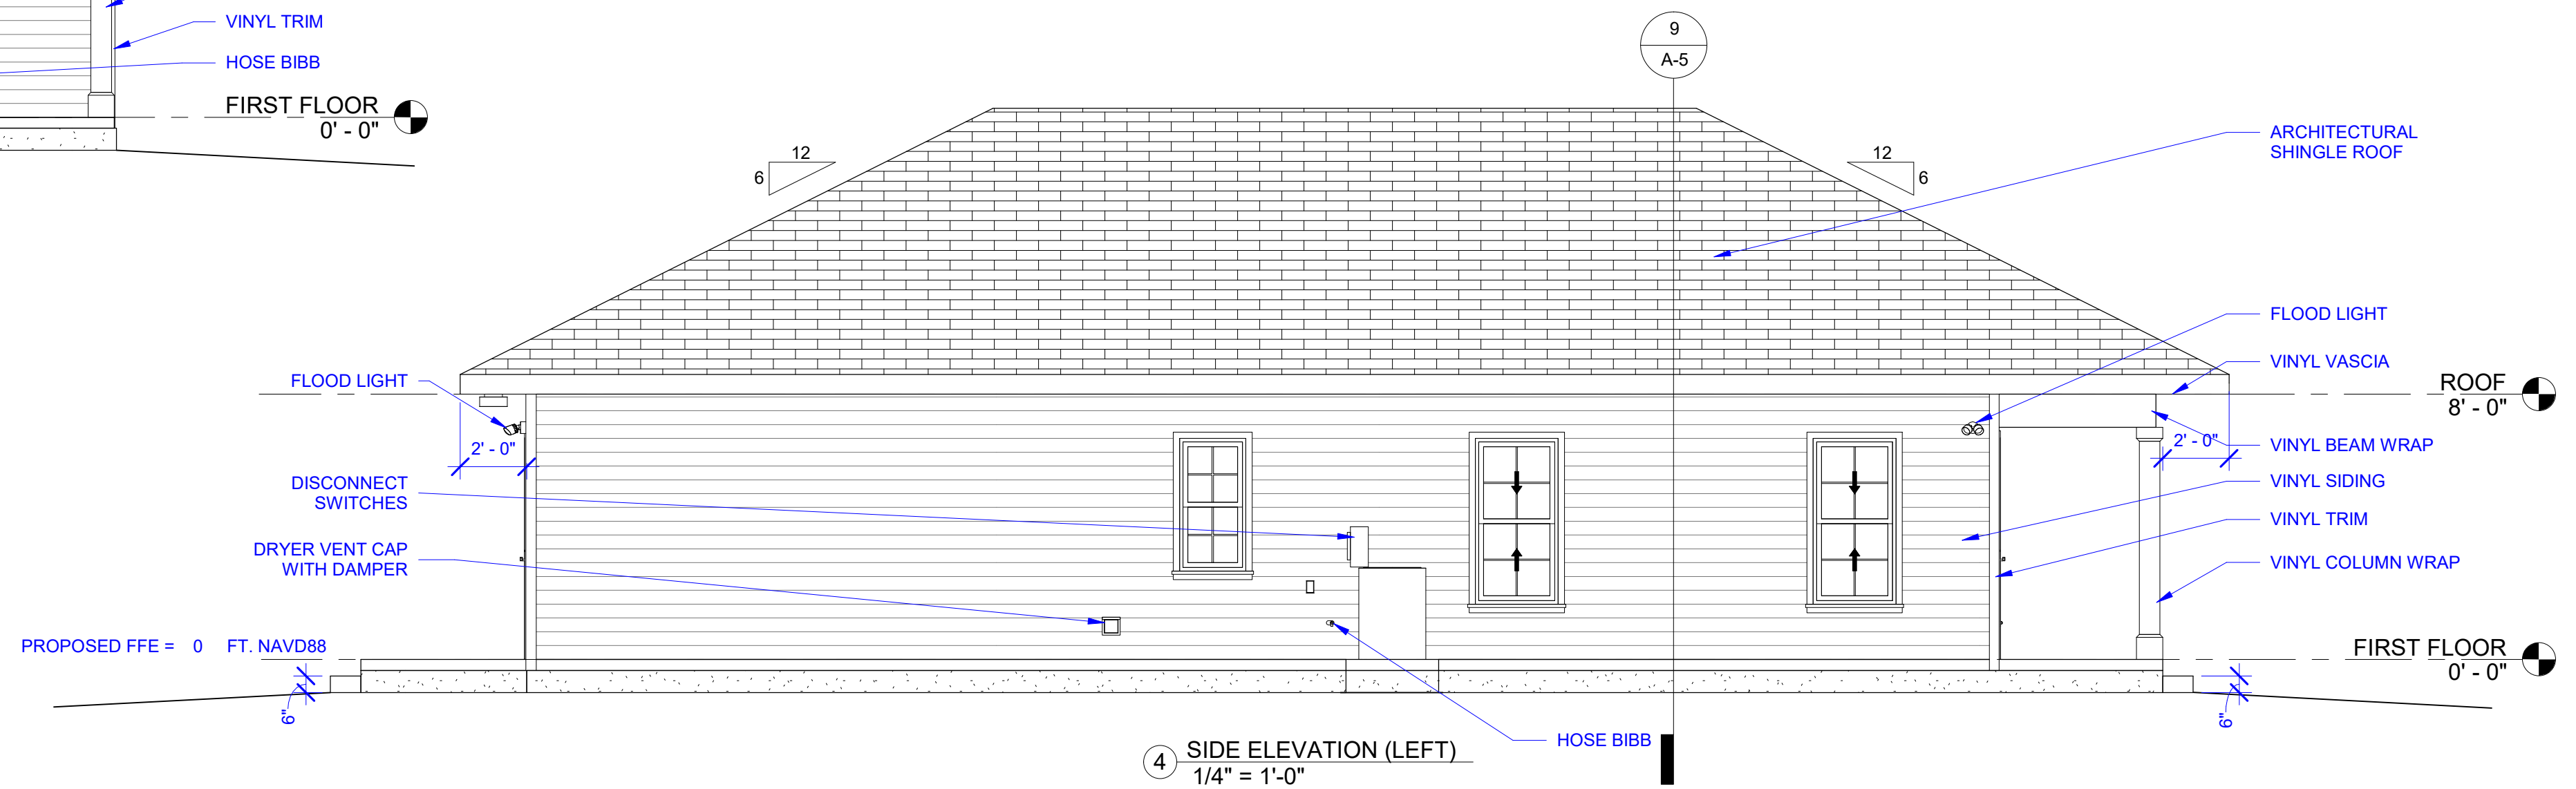 VINYL TRIM
HOSE BIBB
FIRST FLOOR
0' - 0"
9
A-5
12
6
12
6
ARCHITECTURAL
SHINGLE ROOF
FLOOD LIGHT
VINYL VASCIA
ROOF
8' - 0"
FLOOD LIGHT
2' - 0"
2' - 0"
VINYL BEAM WRAP
DISCONNECT
SWITCHES
VINYL SIDING
VINYL TRIM
DRYER VENT CAP
WITH DAMPER
VINYL COLUMN WRAP
PROPOSED FFE = 0 FT. NAVD88
FIRST FLOOR
0' - 0"
6"
6"
HOSE BIBB
4 SIDE ELEVATION (LEFT)
1/4" = 1'-0"